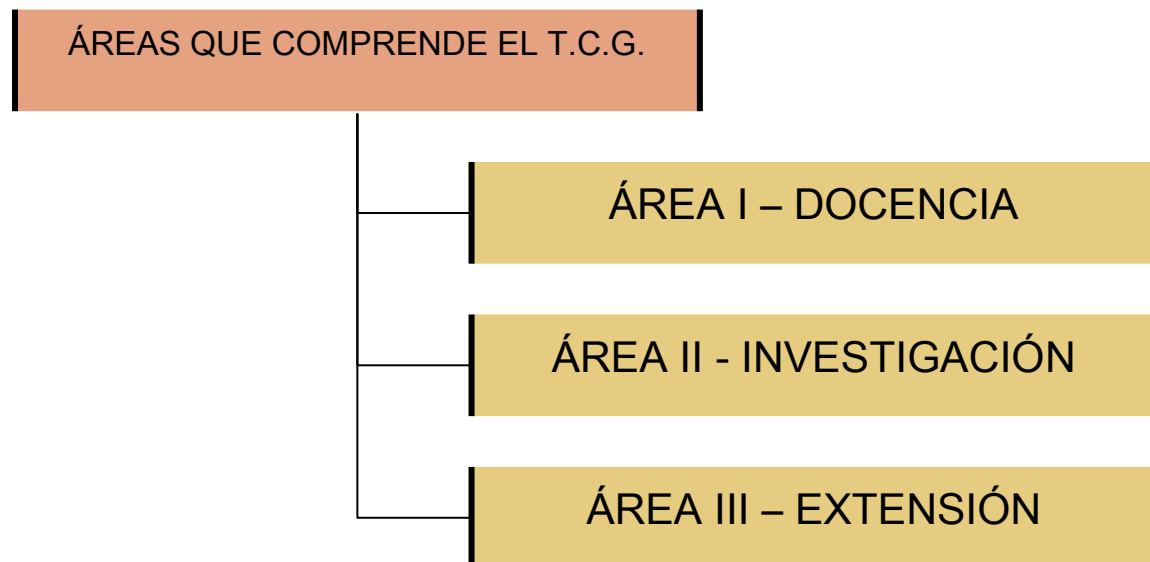 ÁREAS QUE COMPRENDE EL T.C.G.
ÁREA I – DOCENCIA
ÁREA II - INVESTIGACIÓN
ÁREA III – EXTENSIÓN